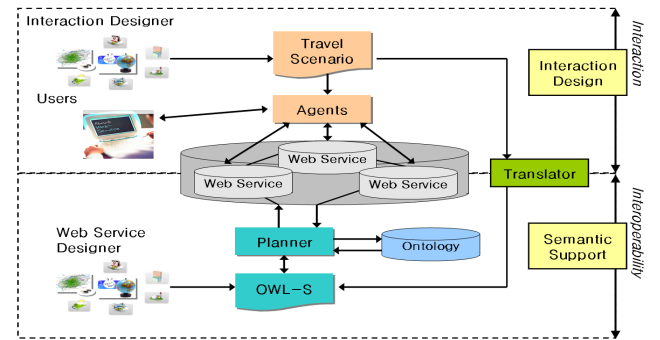 Interaction Designer
Travel
Scenario
Users
Agents
Interaction
Design
Interaction
Web Service
Web Service
Web Service
Translator
Web Service
Designer
Planner
Ontology
OWL-S
Semantic
Support
Interoperability